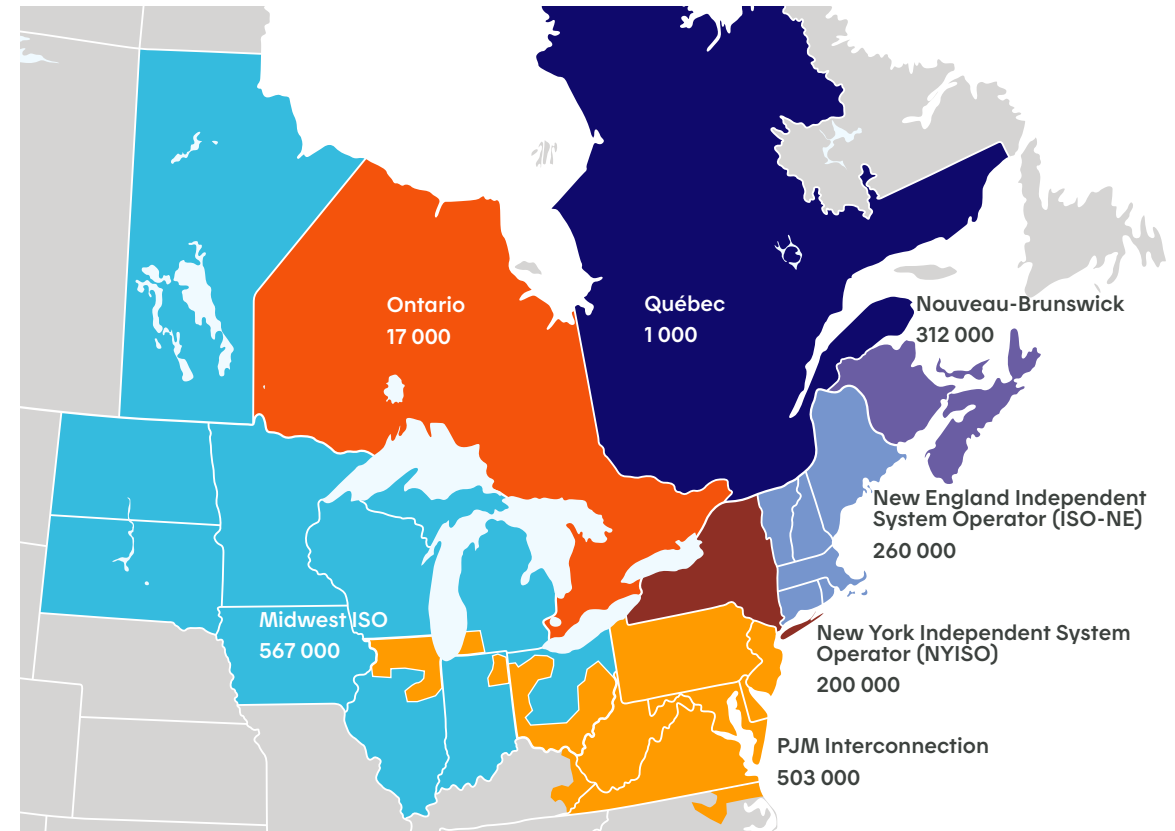 Ontario
17 000
Québec
1 000
Nouveau-Brunswick
312 000
New England Independent
System Operator (ISO-NE)
260 000
Midwest ISO
567 000
New York Independent System
Operator (NYISO)
200 000
PJM Interconnection
503 000